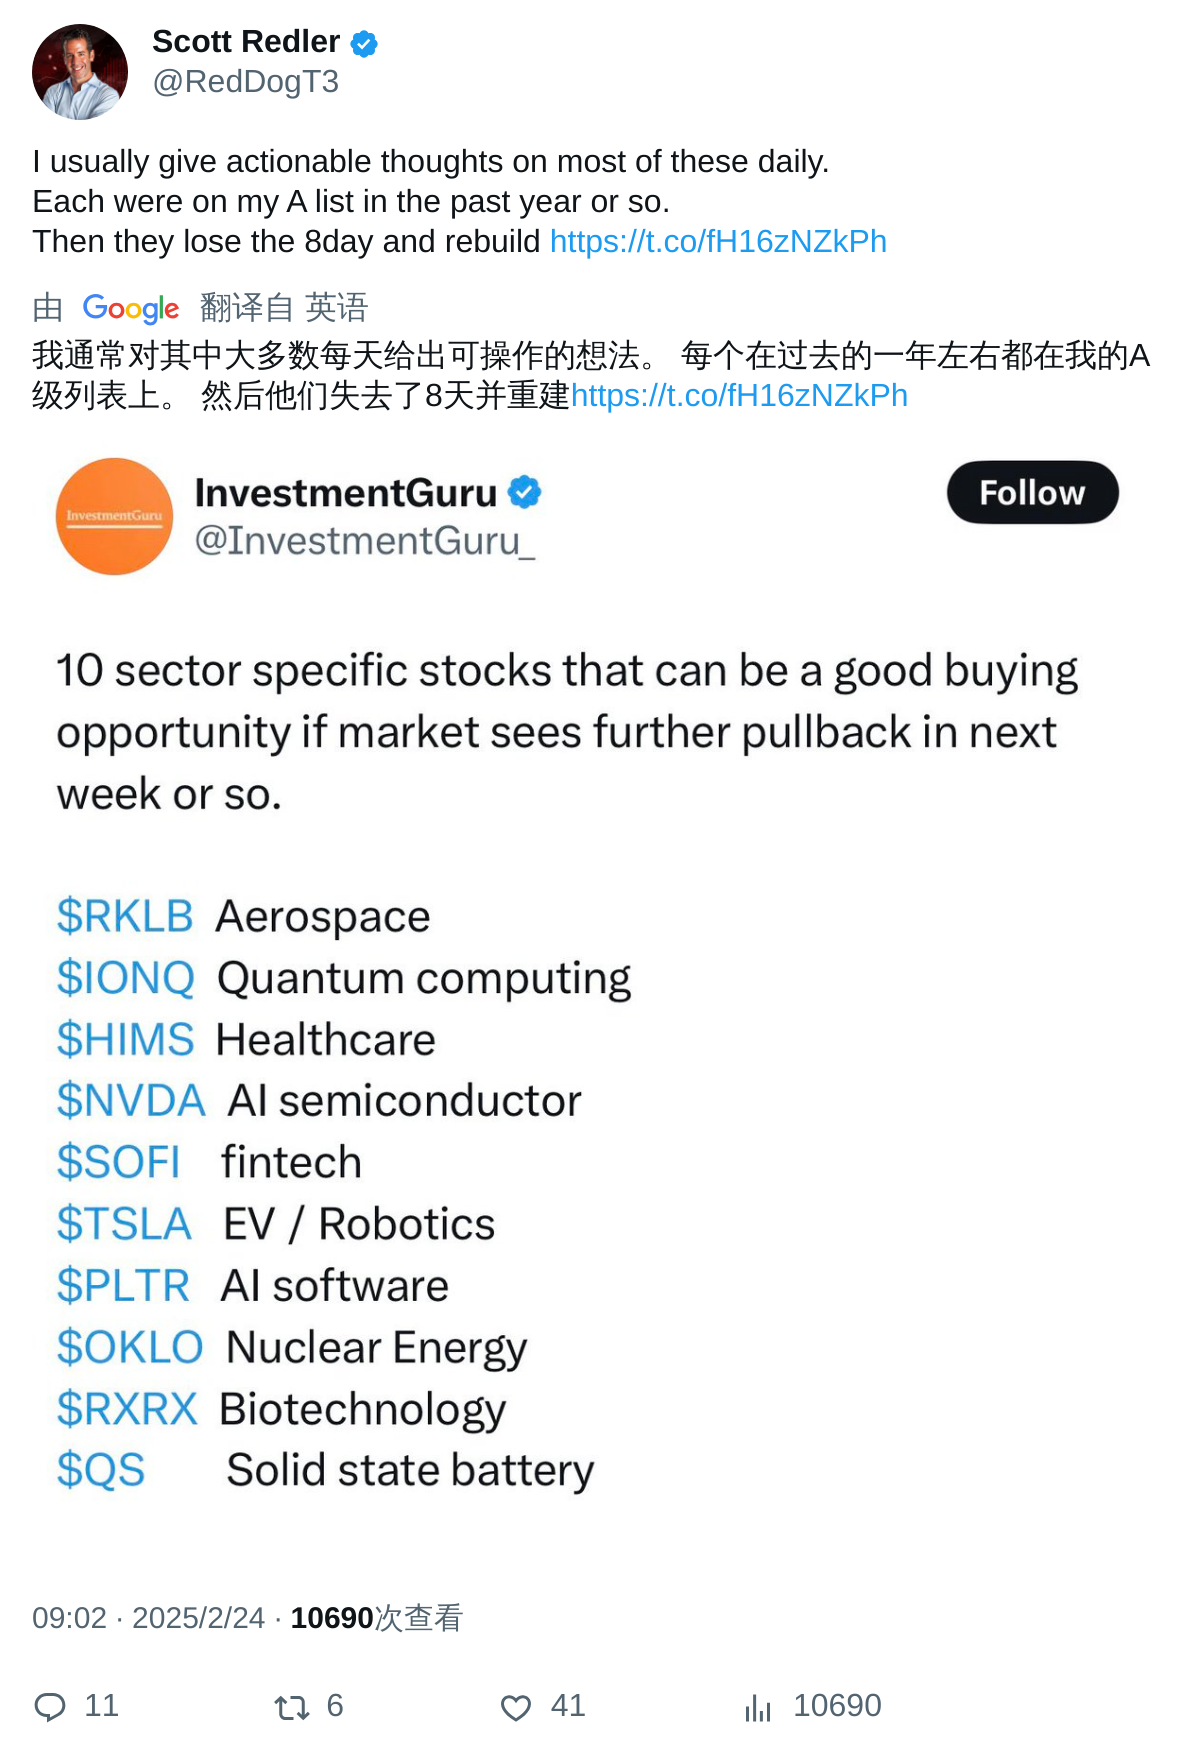 Scott Redler
@RedDogT3
I usually give actionable thoughts on most of these daily.
Each were on my A list in the past year or so.
Then they lose the 8day and rebuild https://t.co/fH16zNZkPh
由 Google 翻译自 英语
我通常对其中大多数每天给出可操作的想法。 每个在过去的一年左右都在我的A
级列表上。 然后他们失去了8天并重建https://t.co/fH16zNZkPh
InvestmentGuru
InvestmentGuru
@InvestmentGuru_
Follow
10 sector specific stocks that can be a good buying
opportunity if market sees further pullback in next
week or so.
$RKLB Aerospace
$IONQ Quantum computing
$HIMS Healthcare
$NVDA AI semiconductor
$SOFI fintech
$TSLA EV / Robotics
$PLTR AI software
$OKLO Nuclear Energy
$RXRX Biotechnology
$QS Solid state battery
09:02 · 2025/2/24 · 10690次查看
11 6 41 10690